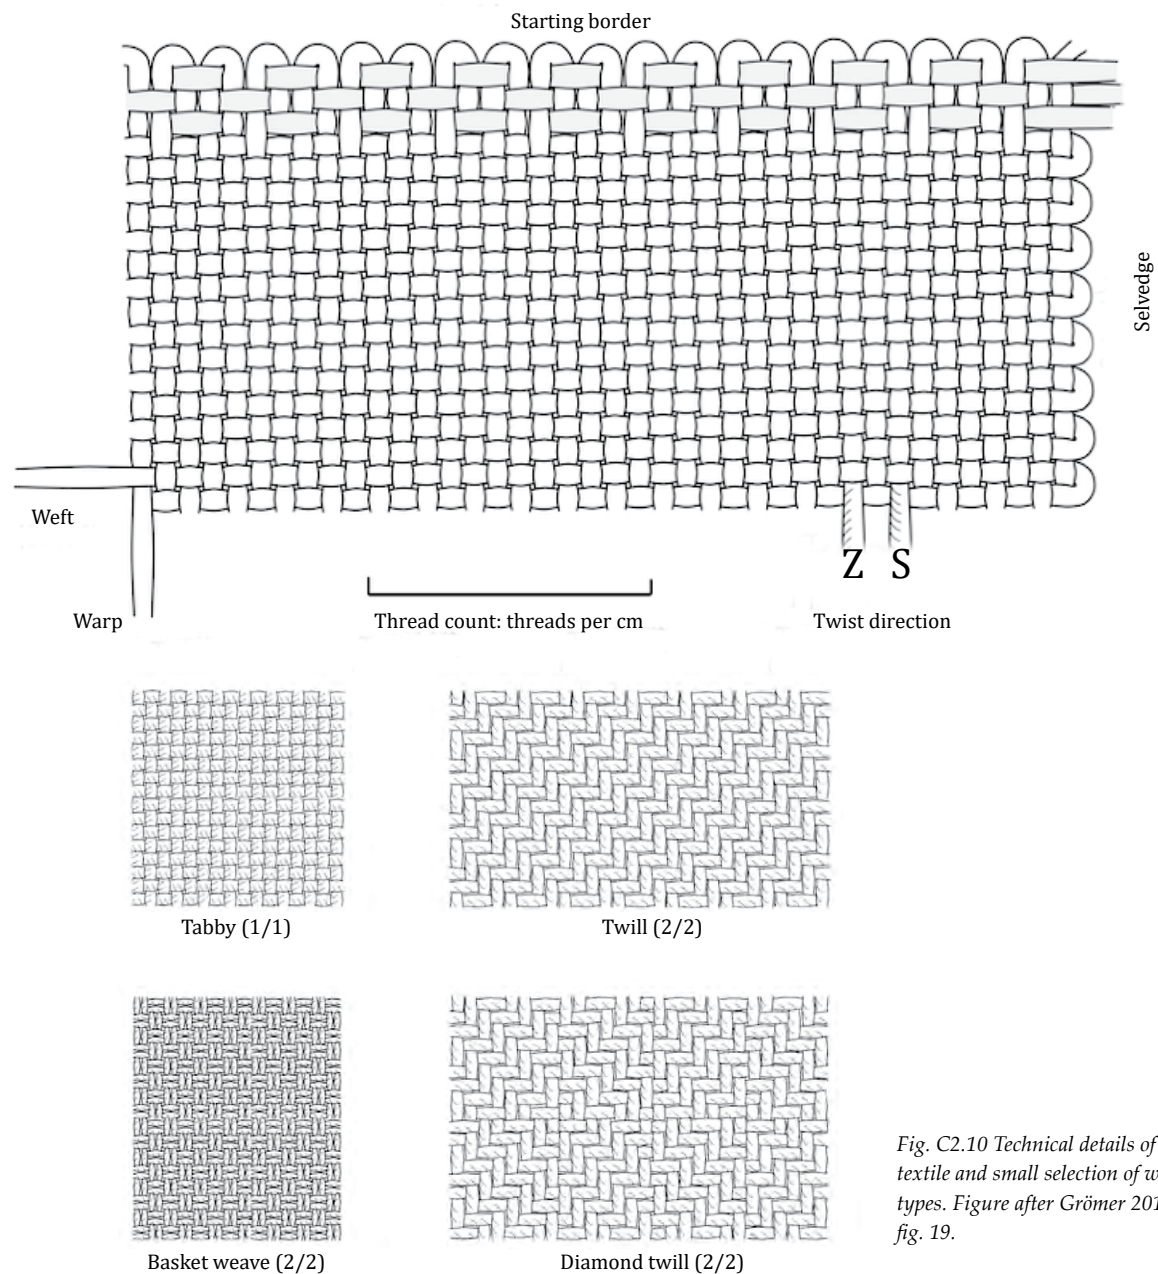 Starting border
Selvedge
Weft
Z S
Warp
Thread count: threads per cm
Twist direction
Tabby (1/1)
Twill (2/2)
Basket weave (2/2)
Diamond twill (2/2)
Fig. C2.10 Technical details of
textile and small selection of
types. Figure after Grömer
fig. 19.